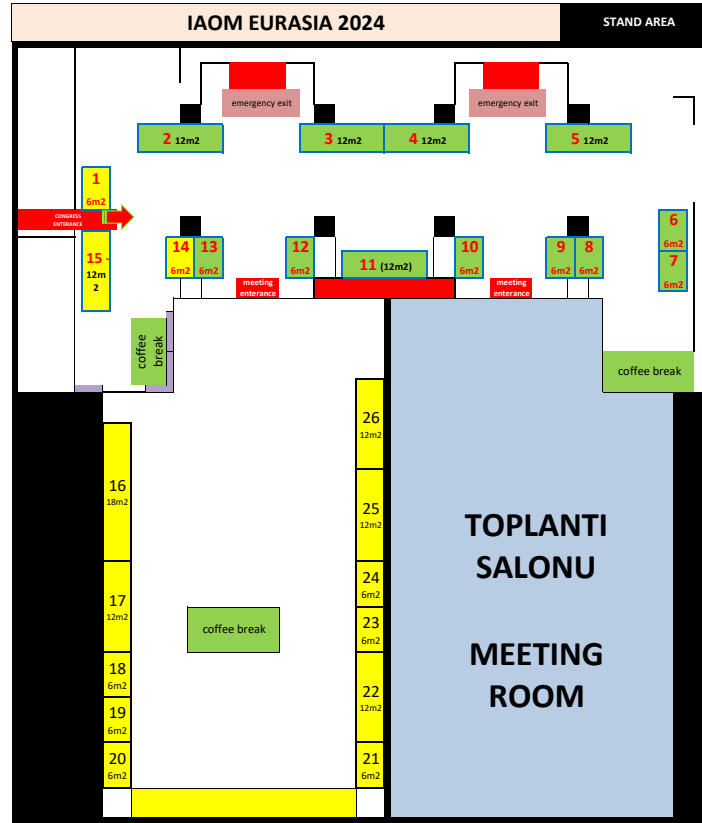 IAOM EURASIA 2024
STAND AREA
emergency exit
emergency exit
2 12m2
3 12m2
4 12m2
5 12m2
1
6m2
CONGRESS
ENTERANCE
15 -
12m
2
14
6m2
13
6m2
12
6m2
11 (12m2)
10
6m2
9
6m2
8
6m2
6
6m2
7
6m2
meeting
enterance
meeting
enterance
coffee
break
coffee break
26
12m2
16
18m2
25
12m2
24
6m2
17
12m2
23
6m2
coffee break
18
6m2
22
12m2
19
6m2
20
6m2
21
6m2
TOPLANTI
SALONU
MEETING
ROOM